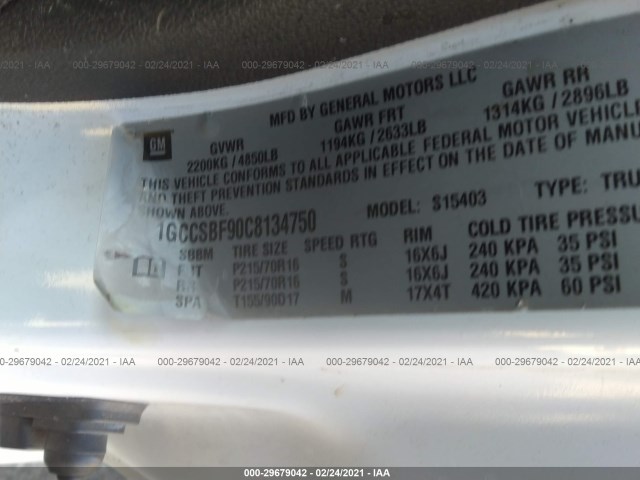 000-29679042 - 02/24/2021 - IAA
MFD BY GENERAL MOTORS LLC
GM
GVWR
GAWR FRT
GAWR RR
2200KG / 4850LB
1194KG / 2633LB
1314KG / 2896LB
THIS VEHICLE CONFORMS TO ALL APPLICABLE FEDERAL MOTOR VEHICLE
AND THEFT PREVENTION STANDARDS IN EFFECT ON THE DATE OF MANU
SHOWN ABOVE.
1GCCSBF90C8134750
MODEL: S15403
TYPE: TRU
TIRE SIZE SPEED RTG RIM COLD TIRE PRESSU
P215/70R16 S 16X6J 240 KPA 35 PSI
P215/70R16 S 16X6J 240 KPA 35 PSI
SPA T155/90D17 M 17X4T 420 KPA 60 PSI
000-29679042 - 02/24/2021 - IAA
000-29679042 - 02/24/2021 - IAA